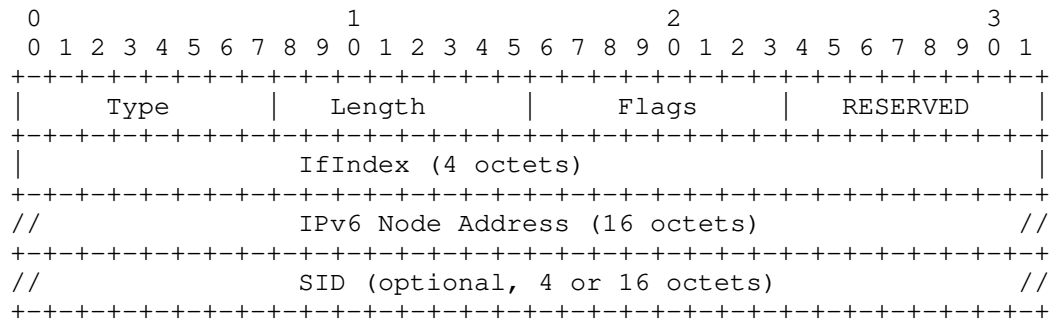 0                   1                   2                   3
 0 1 2 3 4 5 6 7 8 9 0 1 2 3 4 5 6 7 8 9 0 1 2 3 4 5 6 7 8 9 0 1
+-+-+-+-+-+-+-+-+-+-+-+-+-+-+-+-+-+-+-+-+-+-+-+-+-+-+-+-+-+-+-+-+
|     Type      |   Length      |     Flags     |   RESERVED    |
+-+-+-+-+-+-+-+-+-+-+-+-+-+-+-+-+-+-+-+-+-+-+-+-+-+-+-+-+-+-+-+-+
|                 IfIndex (4 octets)                            |
+-+-+-+-+-+-+-+-+-+-+-+-+-+-+-+-+-+-+-+-+-+-+-+-+-+-+-+-+-+-+-+-+
//                IPv6 Node Address (16 octets)                //
+-+-+-+-+-+-+-+-+-+-+-+-+-+-+-+-+-+-+-+-+-+-+-+-+-+-+-+-+-+-+-+-+
//                SID (optional, 4 or 16 octets)               //
+-+-+-+-+-+-+-+-+-+-+-+-+-+-+-+-+-+-+-+-+-+-+-+-+-+-+-+-+-+-+-+-+